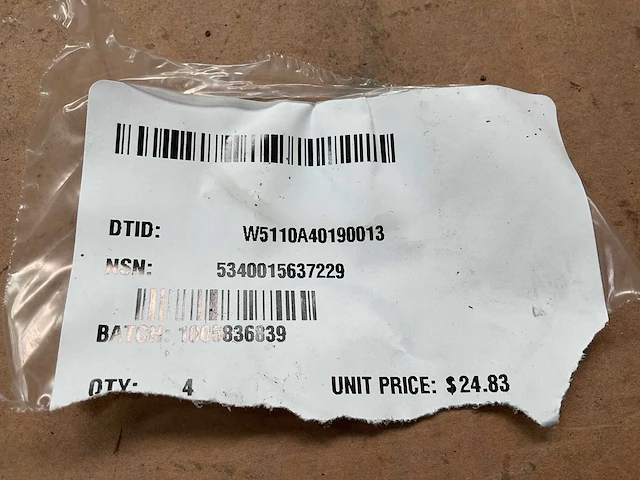 DTID: W5110A40190013
NSN: 5340015637229
BATCH: 1005836839
QTY: 4 UNIT PRICE: $24.83